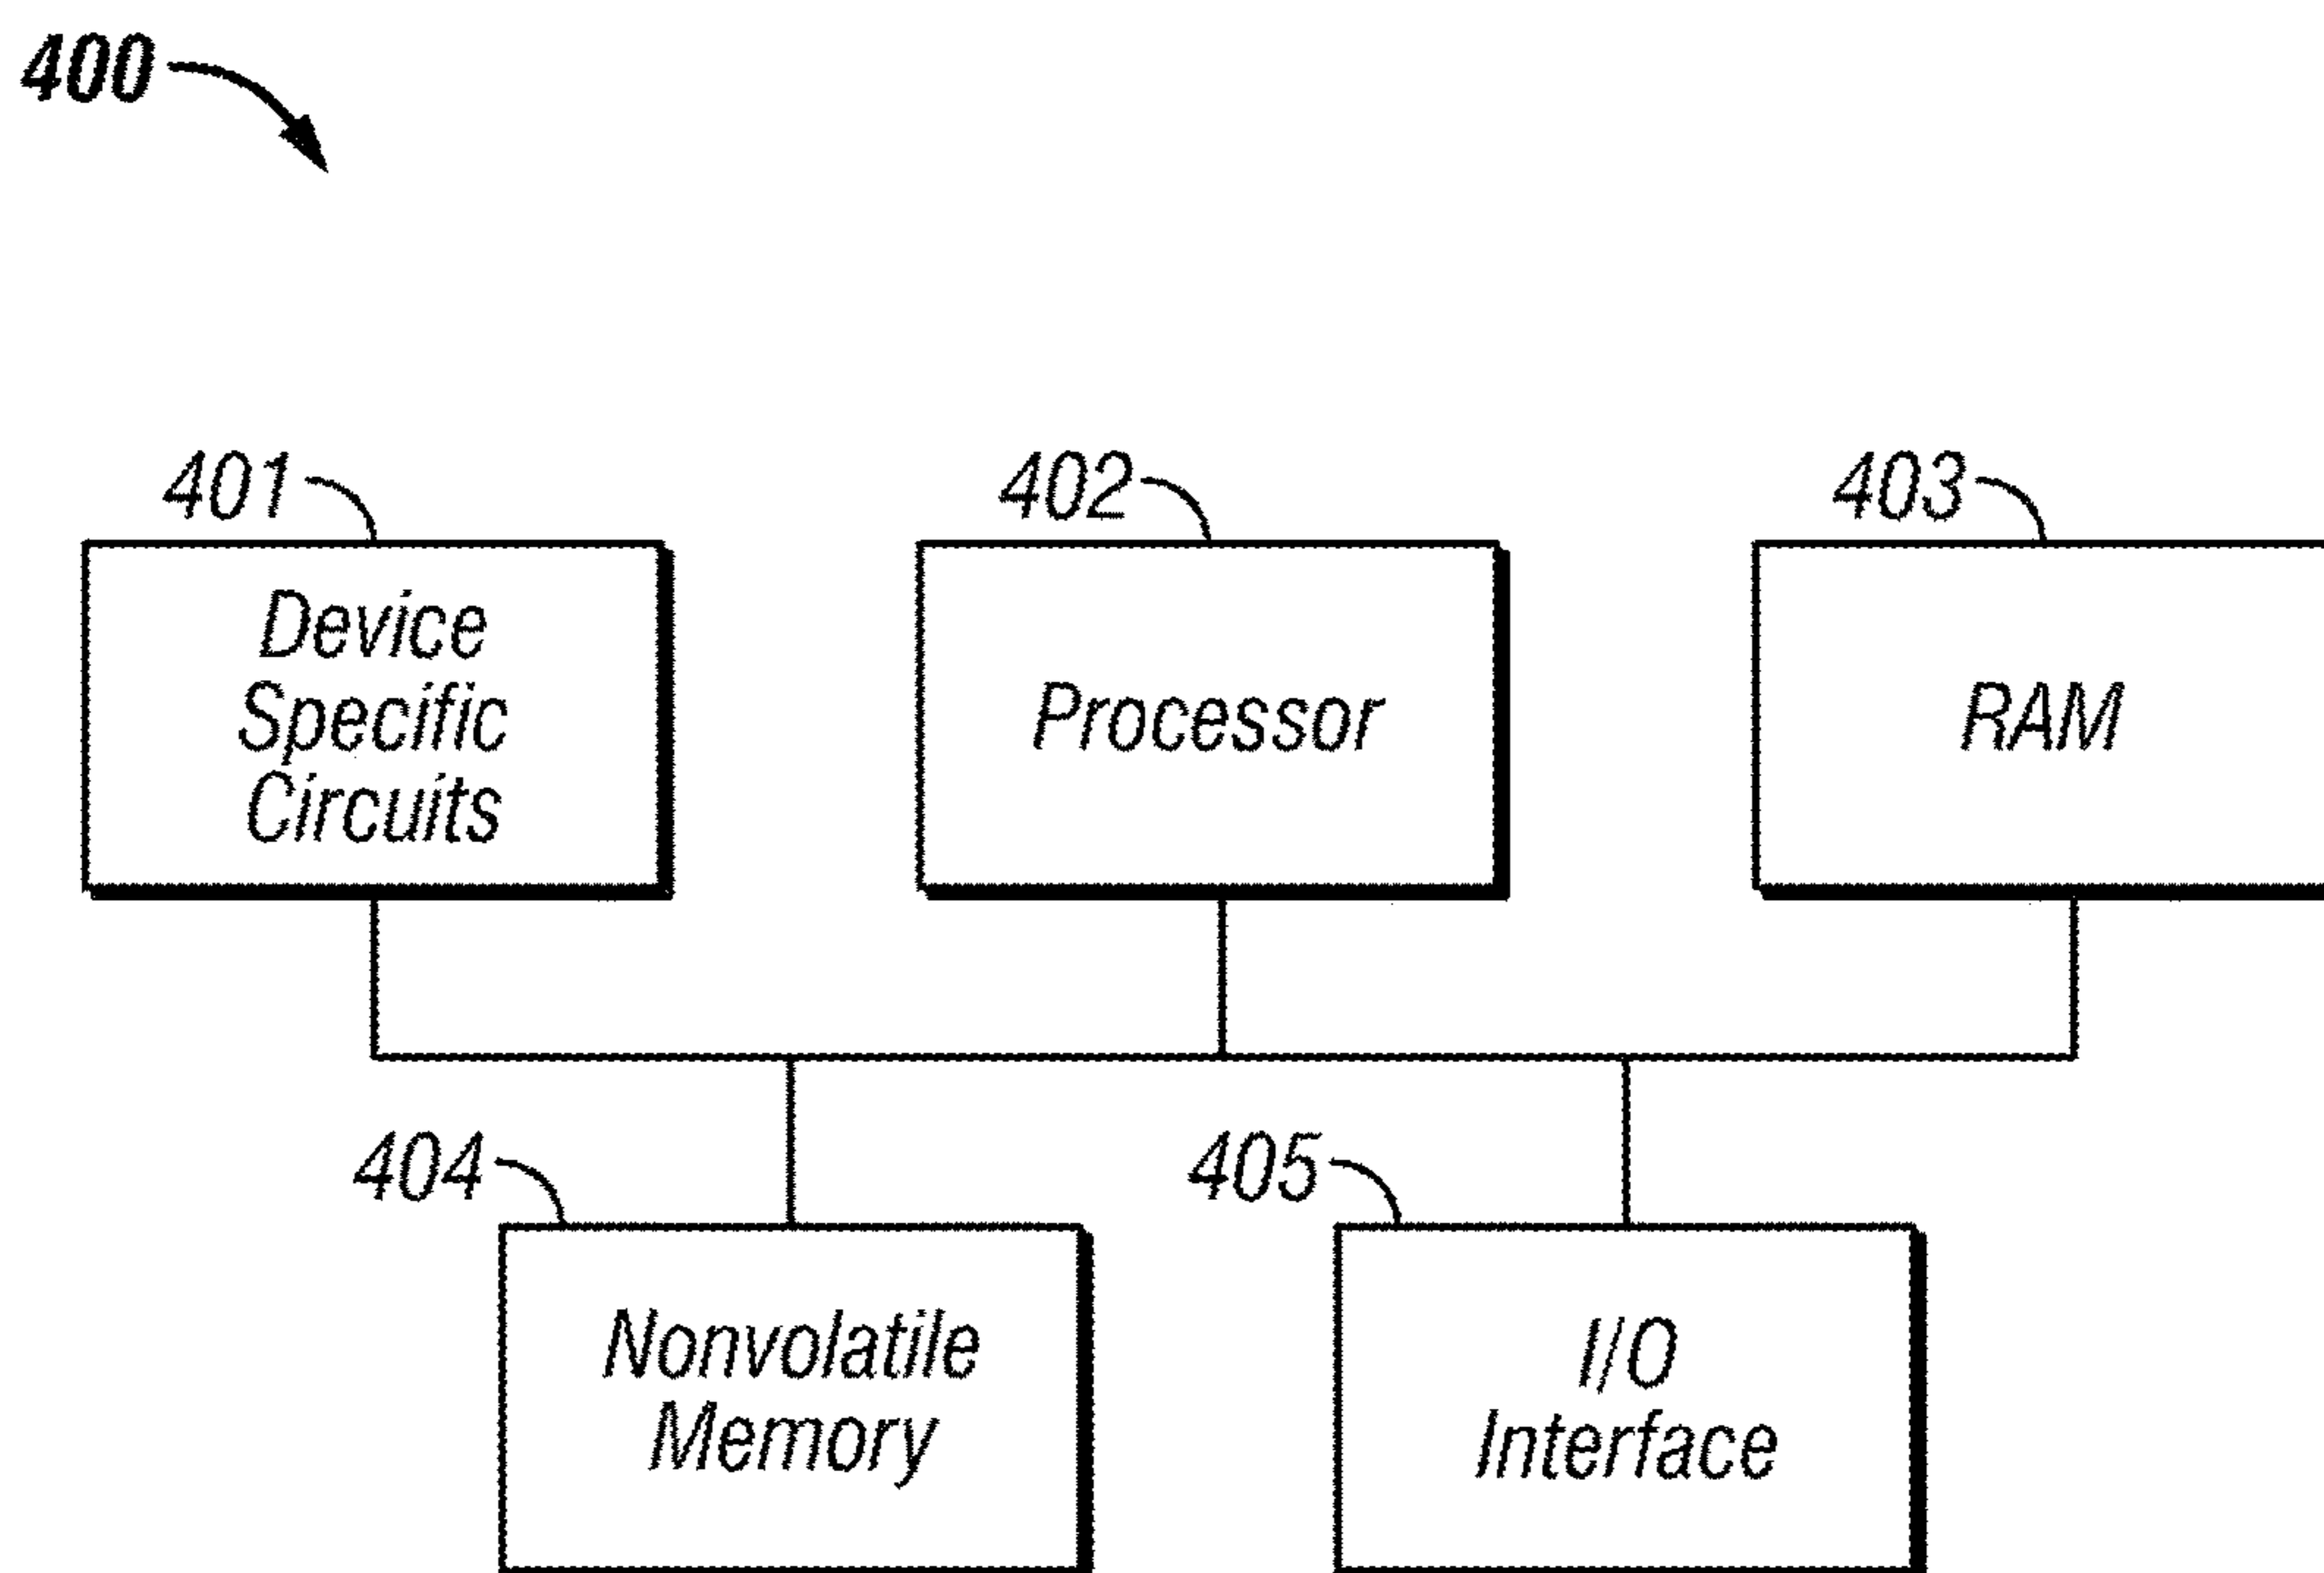 400
401
402
403
Device
Specific
Circuits
Processor
RAM
404
405
Nonvolatile
Memory
I/O
Interface